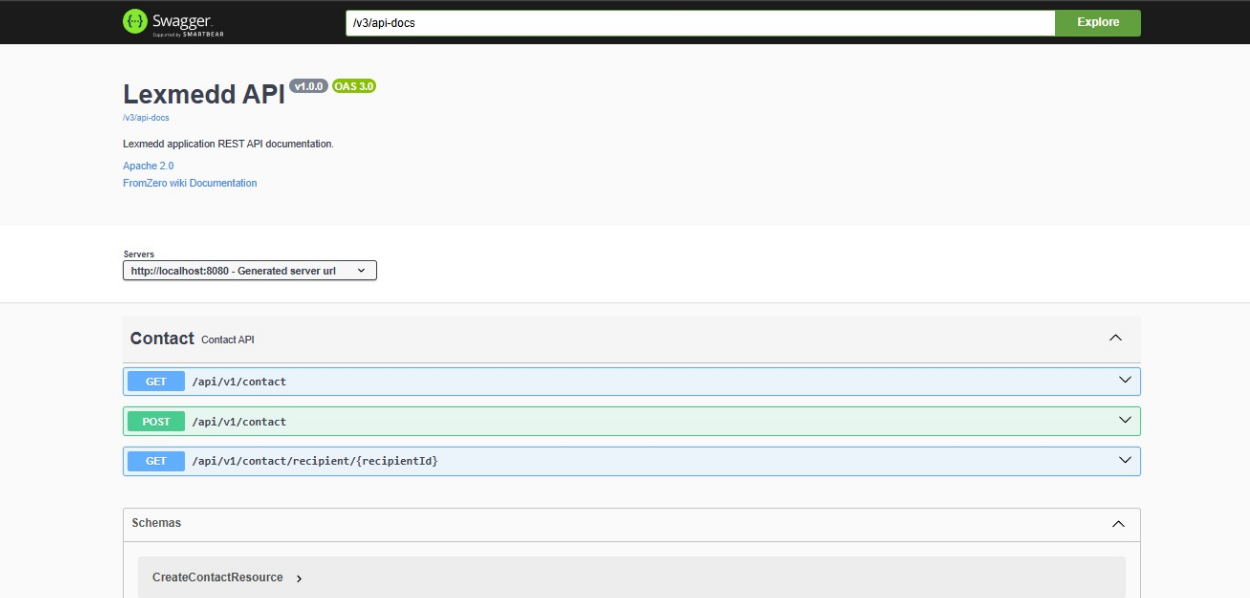 {··} Swagger.
Supported by SMARTBEAR
/v3/api-docs
Explore
Lexmedd API v1.0.0 OAS 3.0
/v3/api-docs
Lexmedd application REST API documentation.
Apache 2.0
FromZero wiki Documentation
Servers
http://localhost:8080 - Generated server url
Contact Contact API
GET /api/v1/contact
POST /api/v1/contact
GET /api/v1/contact/recipient/{recipientId}
Schemas
CreateContactResource